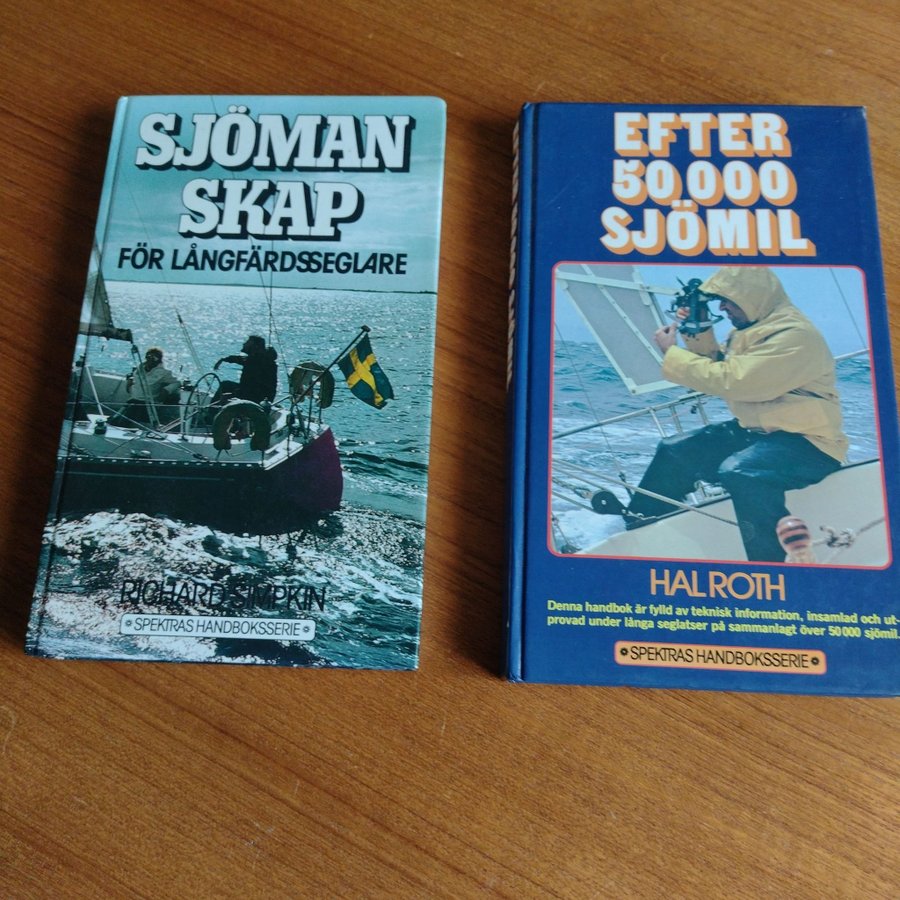 SJÖMAN
SKAP
FÖR LÅNGFÄRDSSEGLARE
RICHARD SIMPKIN
SPEKTRAS HANDBOKSSERIE
EFTER
50 000
SJÖMIL
HAL ROTH
Denna handbok är fylld av teknisk information, insamlad och ut-
provad under långa seglatser på sammanlagt över 50 000 sjömil.
SPEKTRAS HANDBOKSSERIE